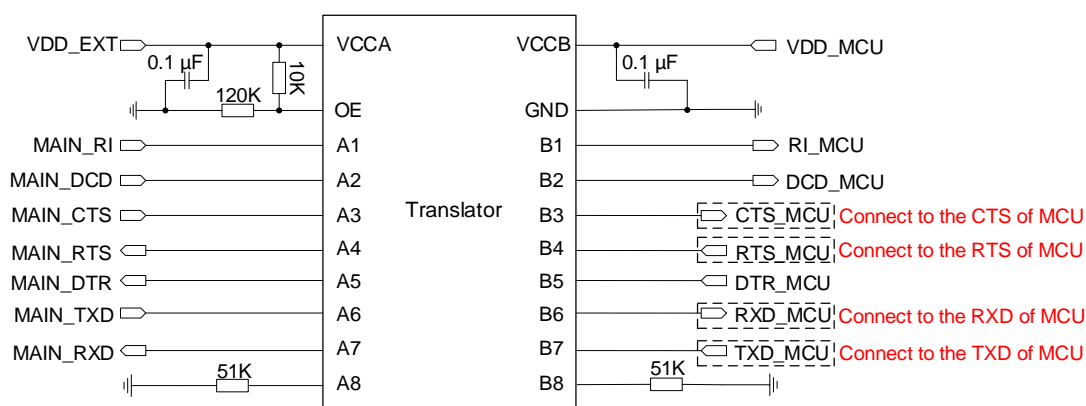 VDD_EXT VCCA VCCB VDD_MCU
0.1 µF 10K 0.1 µF
120K OE GND
MAIN_RI A1 B1 RI_MCU
MAIN_DCD A2 B2 DCD_MCU
MAIN_CTS A3 Translator B3 CTS_MCU Connect to the CTS of MCU
MAIN_RTS A4 B4 RTS_MCU Connect to the RTS of MCU
MAIN_DTR A5 B5 DTR_MCU
MAIN_TXD A6 B6 RXD_MCU Connect to the RXD of MCU
MAIN_RXD A7 B7 TXD_MCU Connect to the TXD of MCU
51K A8 B8 51K